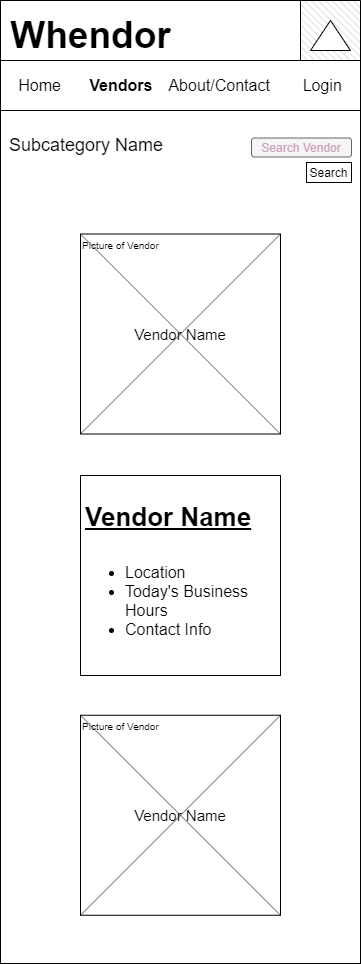 Whendor
Home Vendors About/Contact Login
Subcategory Name
Search Vendor
Search
Picture of Vendor
Vendor Name
Vendor Name
Location
Today's Business
Hours
Contact Info
Picture of Vendor
Vendor Name